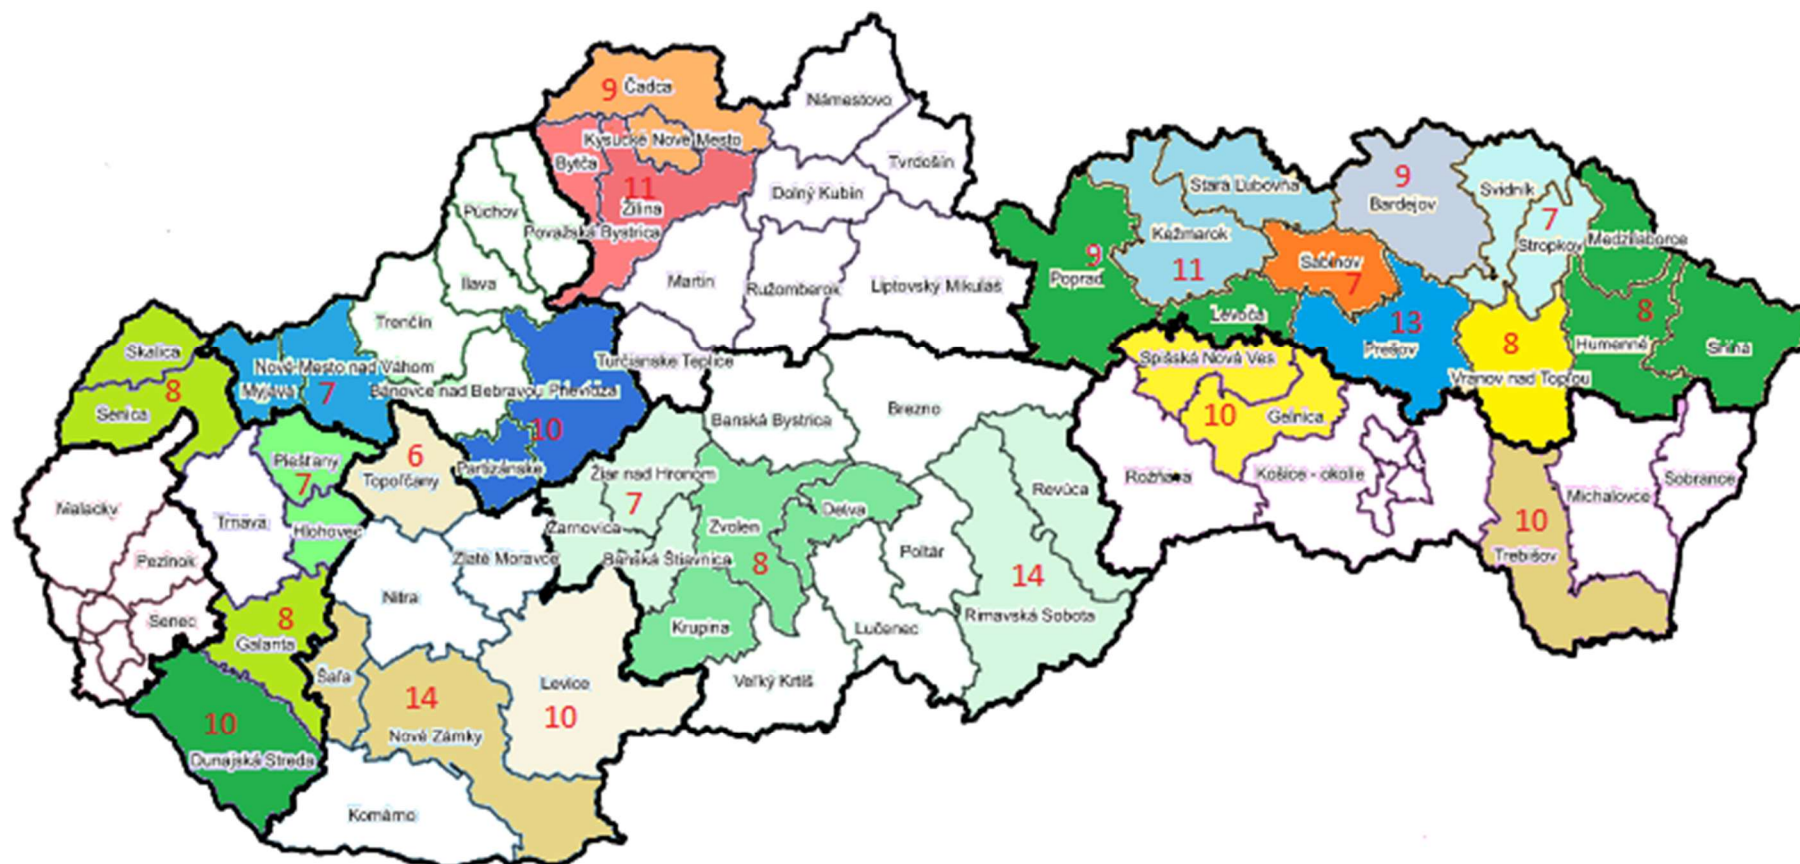 9 Čadca
Námestovo
Kysucké Nové Mesto
Bytča
Tvrdošín
11
Žilina
Dolný Kubín
Púchov
Považská Bystrica
Ilava
Martin
Ružomberok
Liptovský Mikuláš
Trenčín
Turčianske Teplice
Stará Ľubovňa
9
Bardejov
Svidník
7
Stropkov
Medzilaborce
Kežmarok
11
9
Poprad
Sabinov
7
Levoča
13
Prešov
8
Vranov nad Topľou
8
Humenné
Snina
Skalica
8
Senica
Nové Mesto nad Váhom
Myjava
7
Bánovce nad Bebravou
Prievidza
10
Partizánske
Banská Bystrica
Brezno
Spišská Nová Ves
10
Gelnica
Rožňava
Košice - okolie
Michalovce
Sobrance
10
Trebišov
Piešťany
7
Hlohovec
6
Topoľčany
Malacky
Trnava
Pezinok
Senec
Žiar nad Hronom
7
Žarnovica
Banská Štiavnica
Zvolen
8
Detva
Poltár
Revúca
14
Rimavská Sobota
Zlaté Moravce
Nitra
8
Galanta
Krupina
Lučenec
Šaľa
Levice
10
Veľký Krtíš
14
Nové Zámky
10
Dunajská Streda
Komárno